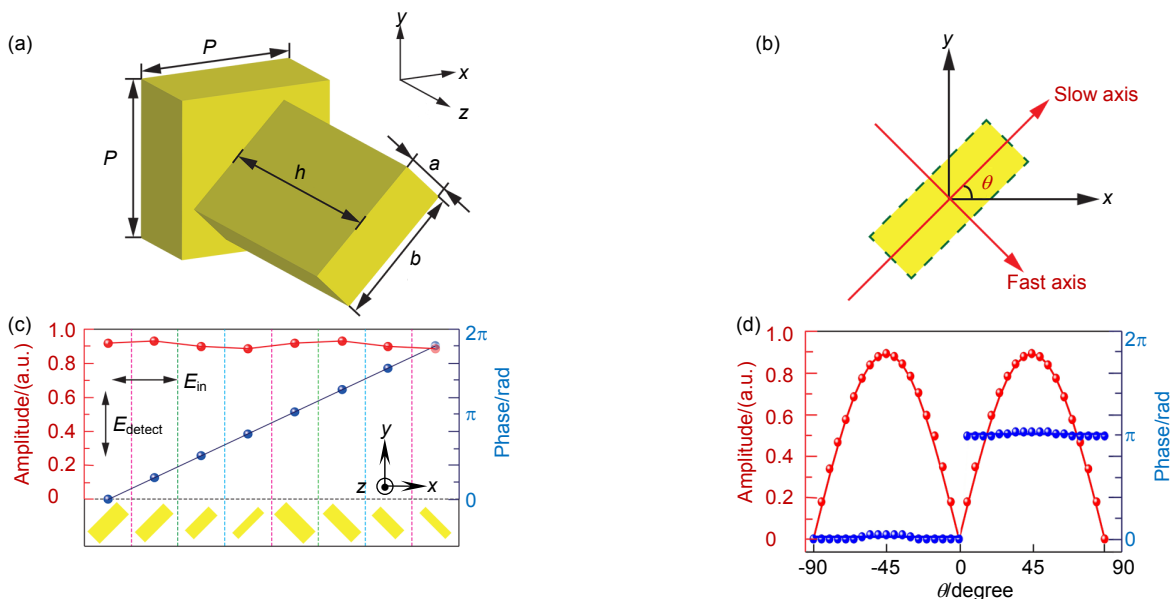 (a)
P
P
h
a
b
y
x
z
(b)
y
x
θ
Slow axis
Fast axis
(c)
Amplitude/(a.u.)
1.0
0.8
0.6
0.4
0.2
0
E in
E detect
y
z
x
2π
π
0
Phase/rad
(d)
Amplitude/(a.u.)
1.0
0.8
0.6
0.4
0.2
0
-90
-45
0
45
90
θ/degree
2π
π
0
Phase/rad